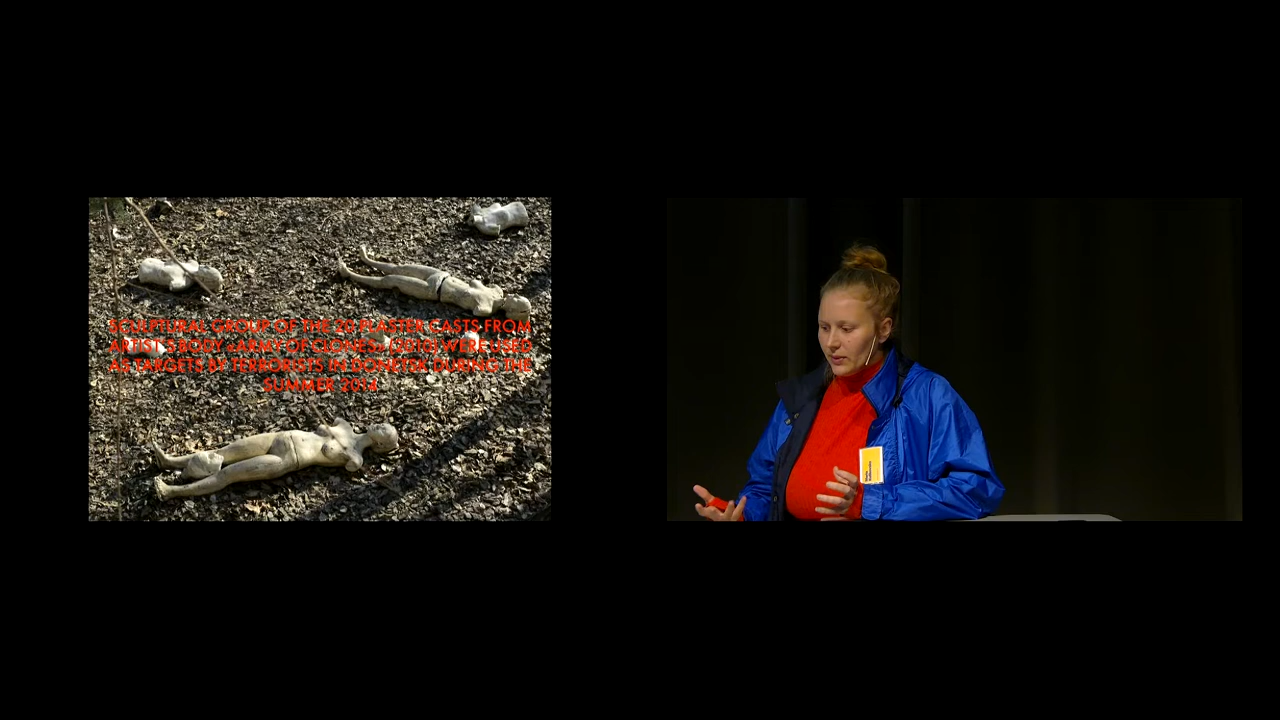 SCULPTURAL GROUP OF THE 20 PLASTER CASTS FROM
ARTIST'S BODY «ARMY OF CLONES» (2010) WERE USED
AS TARGETS BY TERRORISTS IN DONETSK DURING THE
SUMMER 2014